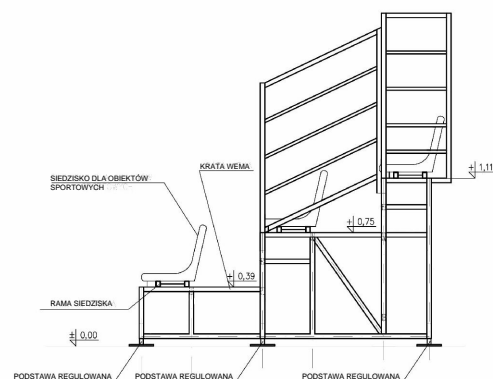 ± 1,11
KRATA WEMA
SIEDZISKO DLA OBIEKTÓW
SPORTOWYCH
± 0,75
± 0,39
RAMA SIEDZISKA
± 0,00
PODSTAWA REGULOWANA
PODSTAWA REGULOWANA
PODSTAWA REGULOWANA